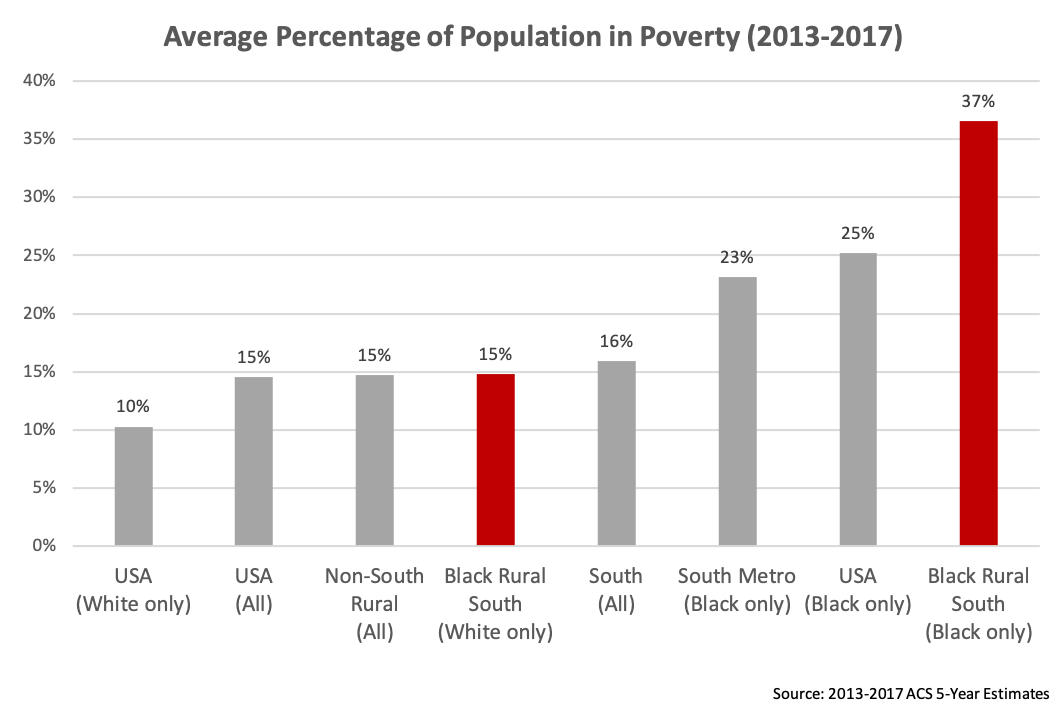 Average Percentage of Population in Poverty (2013-2017)
40%
35%
30%
25%
20%
15%
10%
5%
0%
10%
15%
15%
15%
16%
23%
25%
37%
USA
(White only)
USA
(All)
Non-South
Rural
(All)
Black Rural
South
(White only)
South
(All)
South Metro
(Black only)
USA
(Black only)
Black Rural
South
(Black only)
Source: 2013-2017 ACS 5-Year Estimates